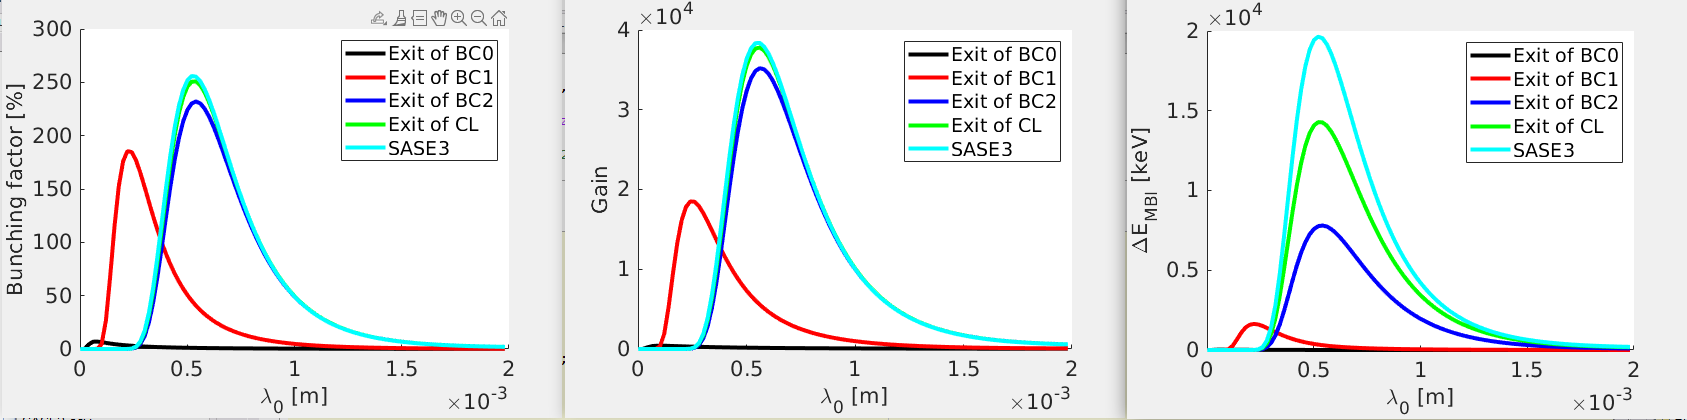 Bunching factor [%]
300
250
200
150
100
50
0
Exit of BC0
Exit of BC1
Exit of BC2
Exit of CL
SASE3
0
0.5
1
1.5
2
λ0 [m]
×10-3
Gain
×104
4
3
2
1
0
Exit of BC0
Exit of BC1
Exit of BC2
Exit of CL
SASE3
0
0.5
1
1.5
2
λ0 [m]
×10-3
ΔEMBI [keV]
×104
2
1.5
1
0.5
0
Exit of BC0
Exit of BC1
Exit of BC2
Exit of CL
SASE3
0
0.5
1
1.5
2
λ0 [m]
×10-3